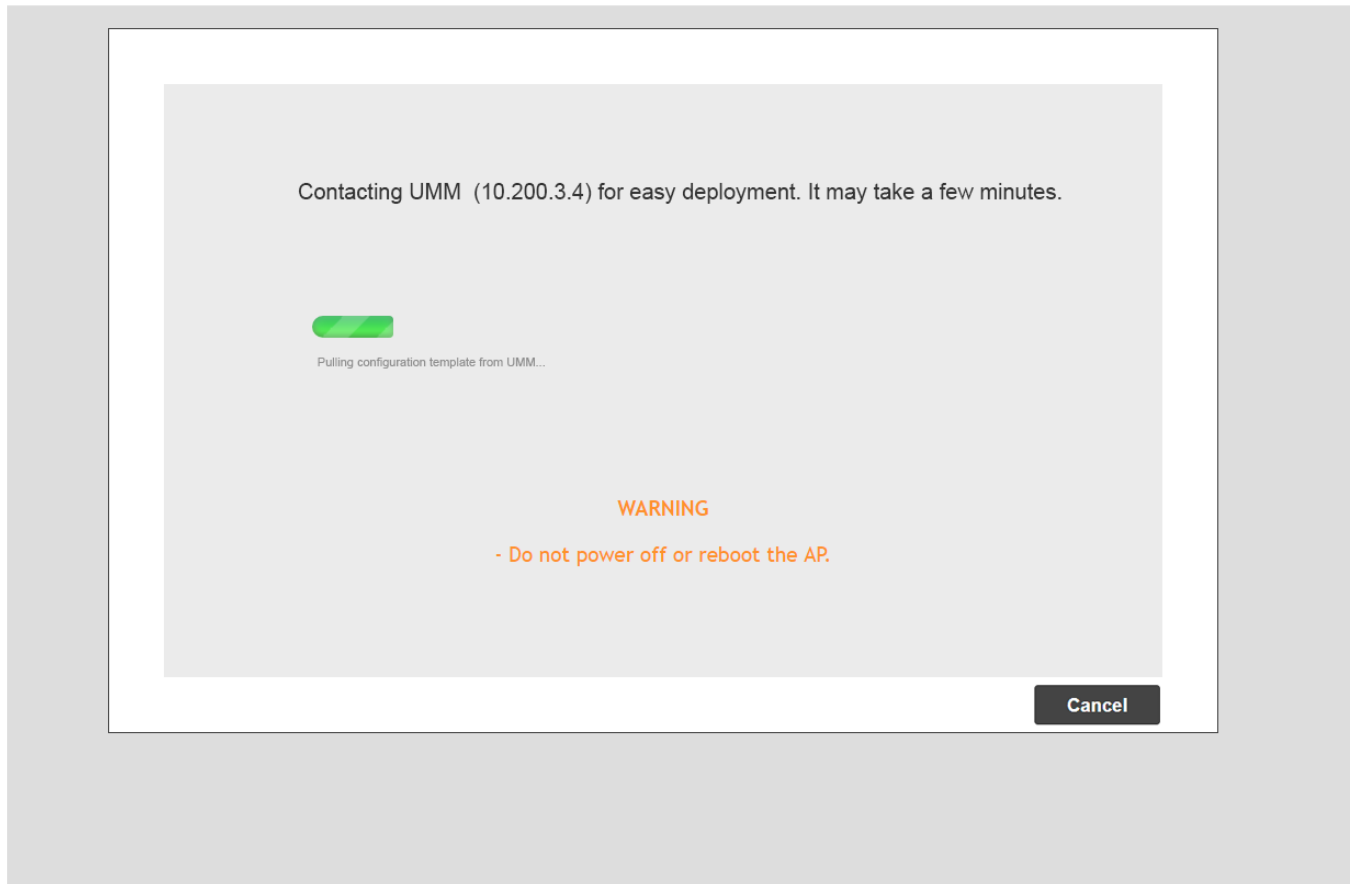 Contacting UMM (10.200.3.4) for easy deployment. It may take a few minutes.
Pulling configuration template from UMM...
WARNING
- Do not power off or reboot the AP.
Cancel